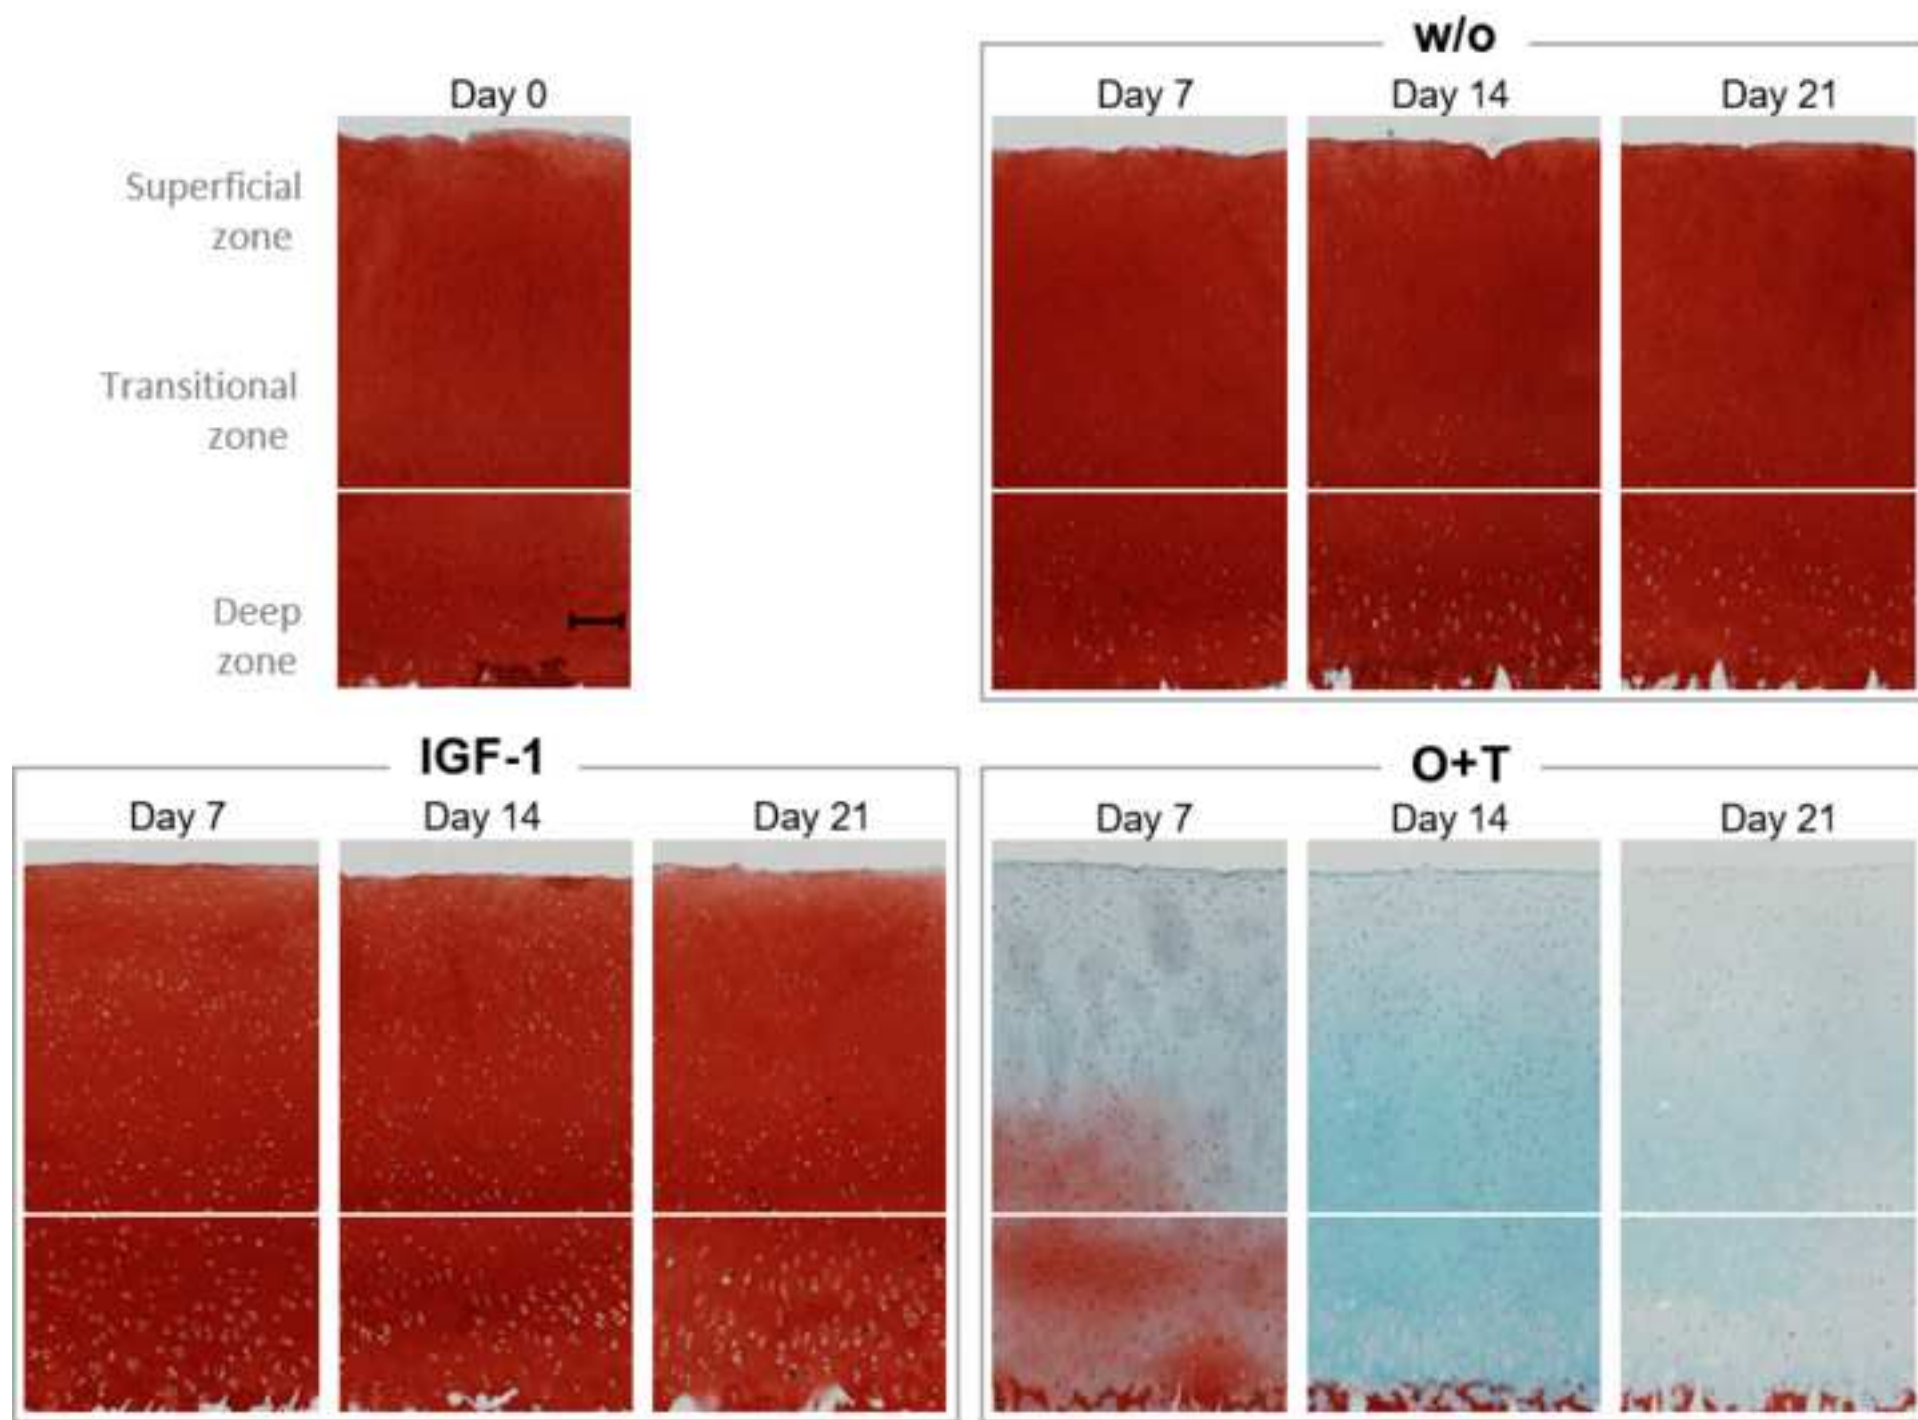 w/o
Day 0
Day 7 Day 14 Day 21
Superficial
zone
Transitional
zone
Deep
zone
IGF-1
O+T
Day 7 Day 14 Day 21
Day 7 Day 14 Day 21